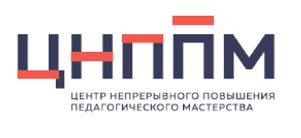 ЦНППМ
ЦЕНТР НЕПРЕРЫВНОГО ПОВЫШЕНИЯ
ПЕДАГОГИЧЕСКОГО МАСТЕРСТВА